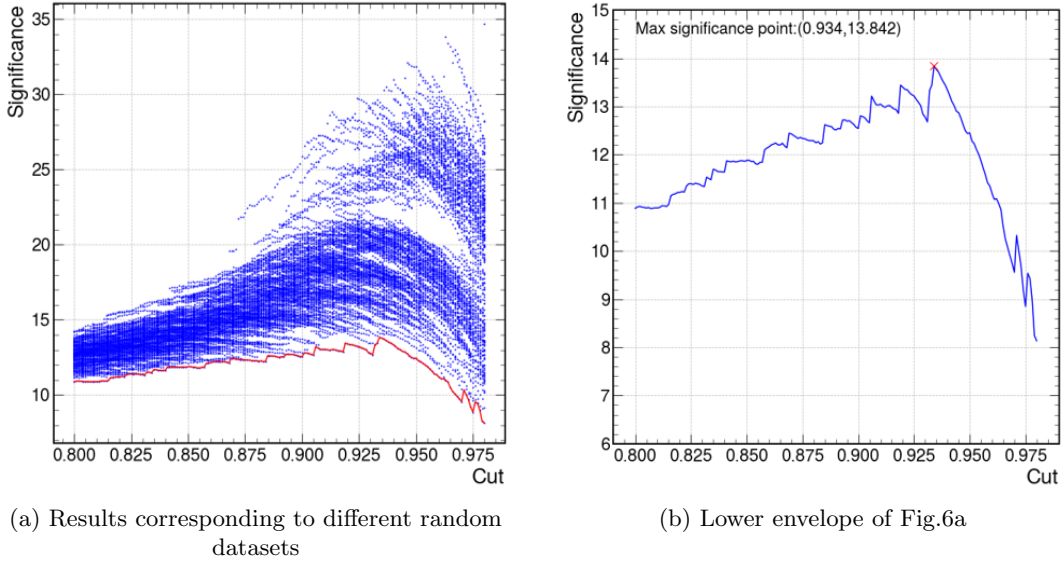 Significance
35
30
25
20
15
10
0.800 0.825 0.850 0.875 0.900 0.925 0.950 0.975
Cut
(a) Results corresponding to different random
datasets
Significance
15
14
13
12
11
10
9
8
7
6
Max significance point:(0.934,13.842)
0.800 0.825 0.850 0.875 0.900 0.925 0.950 0.975
Cut
(b) Lower envelope of Fig.6a